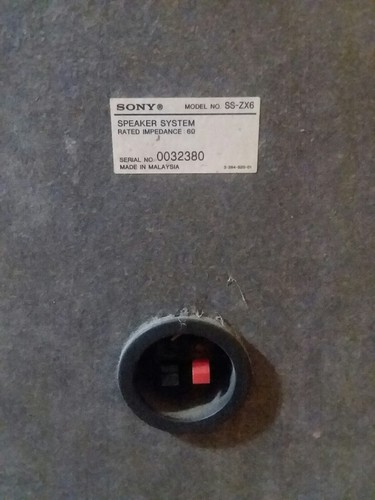 SONY® MODEL NO. SS-ZX6
SPEAKER SYSTEM
RATED IMPEDANCE : 6Ω
SERIAL NO. 0032380
MADE IN MALAYSIA